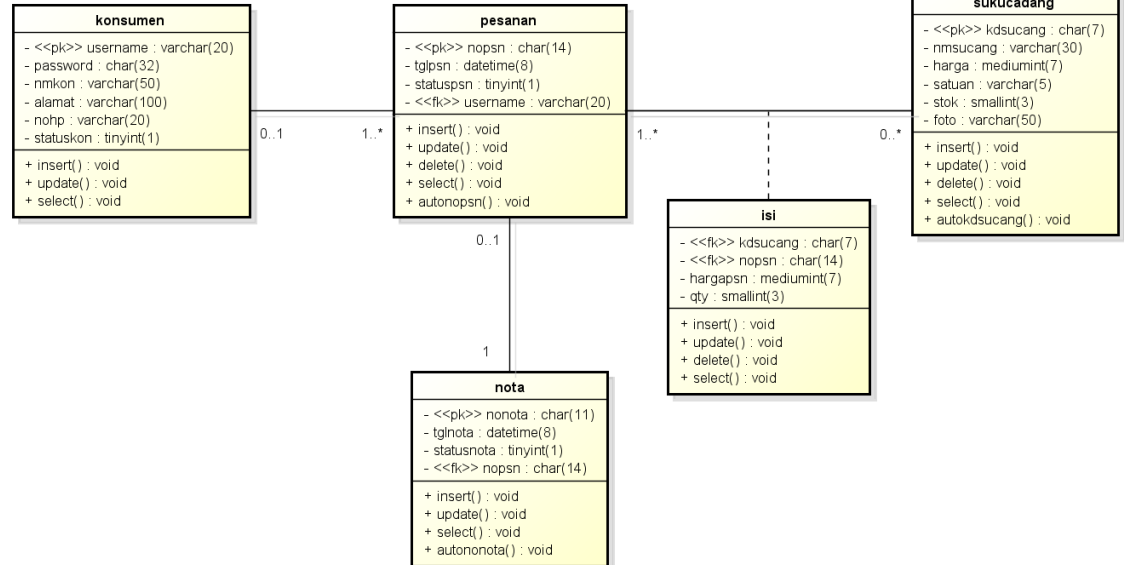 konsumen
- <<pk>> username : varchar(20)
- password : char(32)
- nmkon : varchar(50)
- alamat : varchar(100)
- nohp : varchar(20)
- statuskon : tinyint(1)
+ insert() : void
+ update() : void
+ select() : void
0..1
1..*
pesanan
- <<pk>> nopsn : char(14)
- tglpsn : datetime(8)
- statuspsn : tinyint(1)
- <<fk>> username : varchar(20)
+ insert() : void
+ update() : void
+ delete() : void
+ select() : void
+ autonopsn() : void
1..*
0..*
sukucadang
- <<pk>> kdsucang : char(7)
- nmsucang : varchar(30)
- harga : mediumint(7)
- satuan : varchar(5)
- stok : smallint(3)
- foto : varchar(50)
+ insert() : void
+ update() : void
+ delete() : void
+ select() : void
+ autokdsucang() : void
isi
- <<fk>> kdsucang : char(7)
- <<fk>> nopsn : char(14)
- hargapsn : mediumint(7)
- qty : smallint(3)
+ insert() : void
+ update() : void
+ delete() : void
+ select() : void
0..1
1
nota
- <<pk>> nonota : char(11)
- tglnota : datetime(8)
- statusnota : tinyint(1)
- <<fk>> nopsn : char(14)
+ insert() : void
+ update() : void
+ select() : void
+ autononota() : void